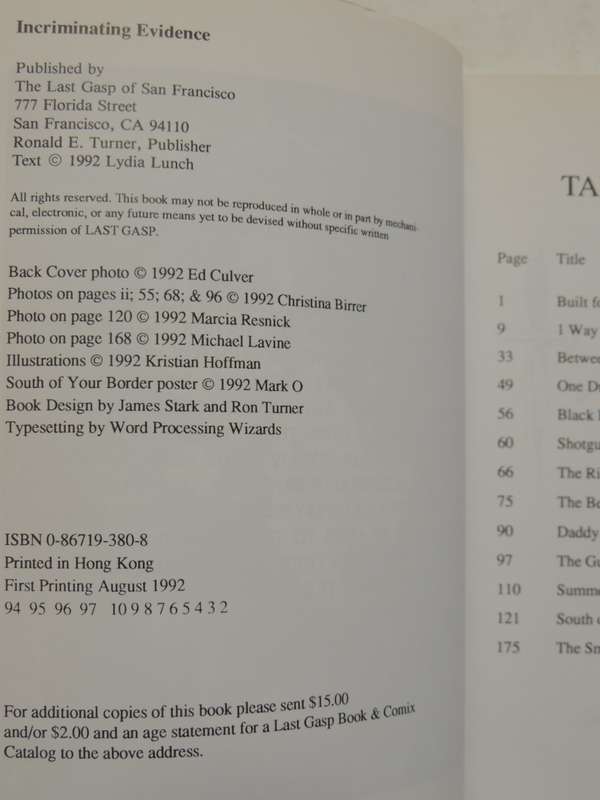 Incriminating Evidence
Published by
The Last Gasp of San Francisco
777 Florida Street
San Francisco, CA 94110
Ronald E. Turner, Publisher
Text © 1992 Lydia Lunch
All rights reserved. This book may not be reproduced in whole or in part by mechani-
cal, electronic, or any future means yet to be devised without specific written
permission of LAST GASP.
Back Cover photo © 1992 Ed Culver
Photos on pages ii; 55; 68; & 96 © 1992 Christina Birrer
Photo on page 120 © 1992 Marcia Resnick
Photo on page 168 © 1992 Michael Lavine
Illustrations © 1992 Kristian Hoffman
South of Your Border poster © 1992 Mark O
Book Design by James Stark and Ron Turner
Typesetting by Word Processing Wizards
ISBN 0-86719-380-8
Printed in Hong Kong
First Printing August 1992
94 95 96 97 10 9 8 7 6 5 4 3 2
For additional copies of this book please sent $15.00
and/or $2.00 and an age statement for a Last Gasp Book & Comix
Catalog to the above address.
TA
Page Title
1 Built fo
9 1 Way
33 Betwee
49 One D
56 Black
60 Shotgu
66 The Ri
75 The Be
90 Daddy
97 The Gu
110 Summe
121 South
175 The Sn